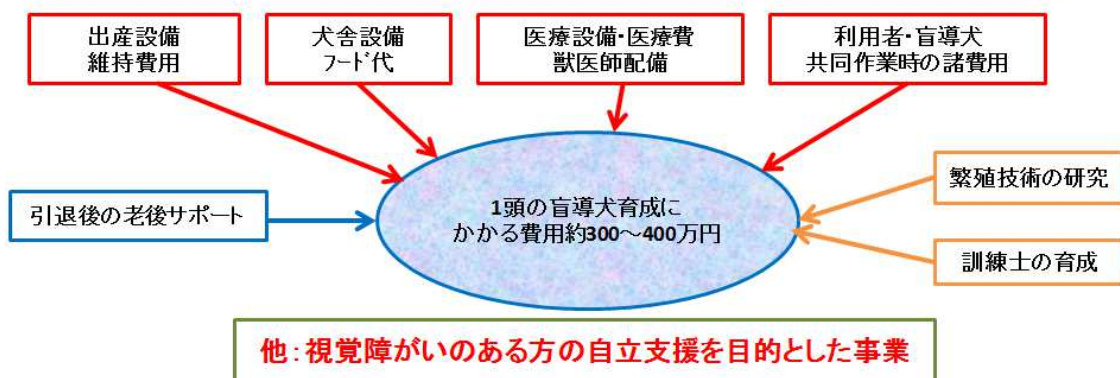 出産設備
維持費用
犬舎設備
フード代
医療設備・医療費
獣医師配備
利用者・盲導犬
共同作業時の諸費用
引退後の老後サポート
1頭の盲導犬育成に
かかる費用約300～400万円
繁殖技術の研究
訓練士の育成
他：視覚障がいのある方の自立支援を目的とした事業